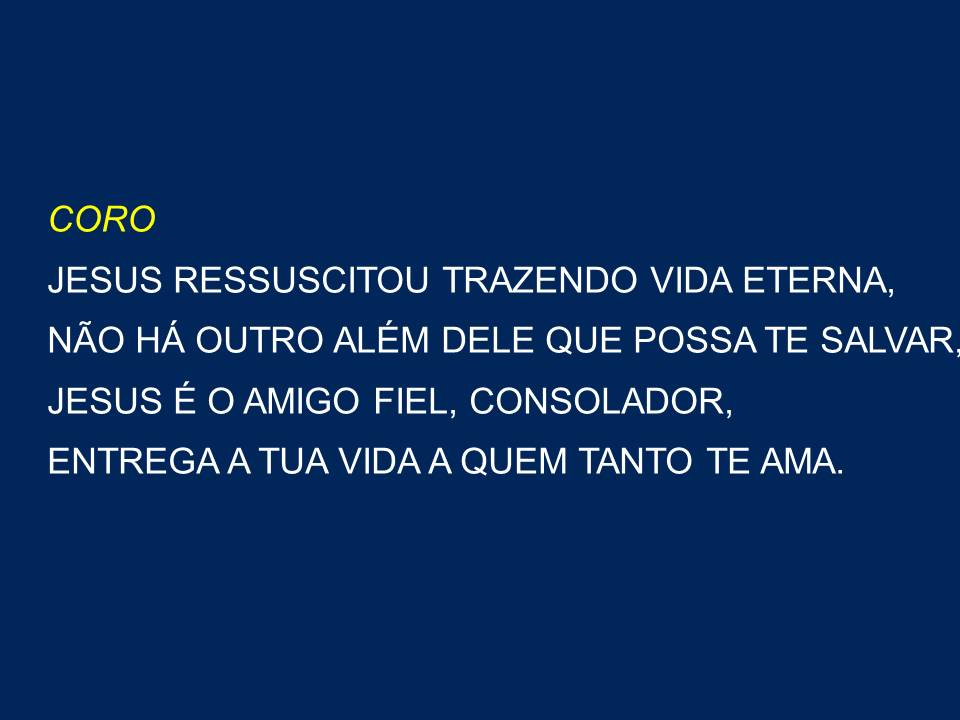 CORO
JESUS RESSUSCITOU TRAZENDO VIDA ETERNA,
NÃO HÁ OUTRO ALÉM DELE QUE POSSA TE SALVAR,
JESUS É O AMIGO FIEL, CONSOLADOR,
ENTREGA A TUA VIDA A QUEM TANTO TE AMA.